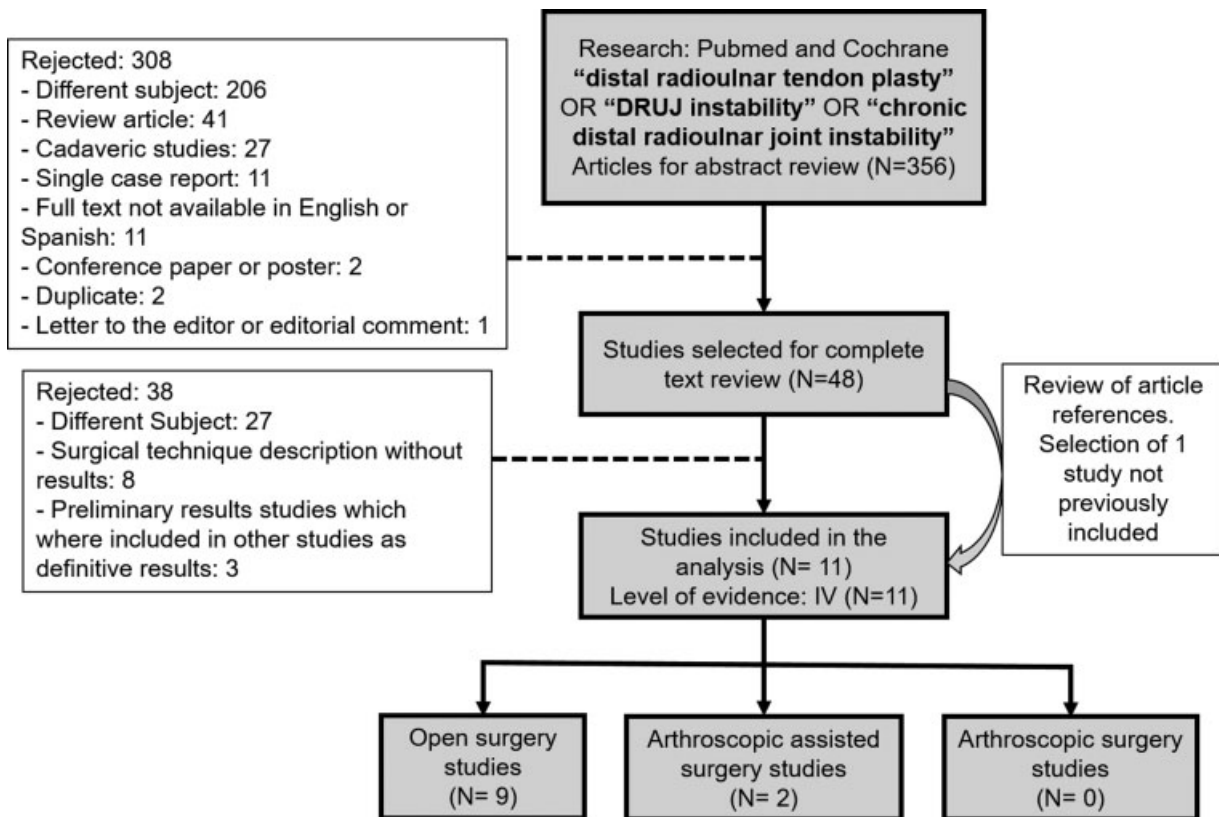 Rejected: 308
- Different subject: 206
- Review article: 41
- Cadaveric studies: 27
- Single case report: 11
- Full text not available in English or
Spanish: 11
- Conference paper or poster: 2
- Duplicate: 2
- Letter to the editor or editorial comment: 1
Research: Pubmed and Cochrane
“distal radioulnar tendon plasty”
OR “DRUJ instability” OR “chronic
distal radioulnar joint instability”
Articles for abstract review (N=356)
Studies selected for complete
text review (N=48)
Rejected: 38
- Different Subject: 27
- Surgical technique description without
results: 8
- Preliminary results studies which
where included in other studies as
definitive results: 3
Review of article
references.
Selection of 1
study not
previously
included
Studies included in the
analysis (N= 11)
Level of evidence: IV (N=11)
Open surgery
studies
(N= 9)
Arthroscopic assisted
surgery studies
(N= 2)
Arthroscopic surgery
studies
(N= 0)